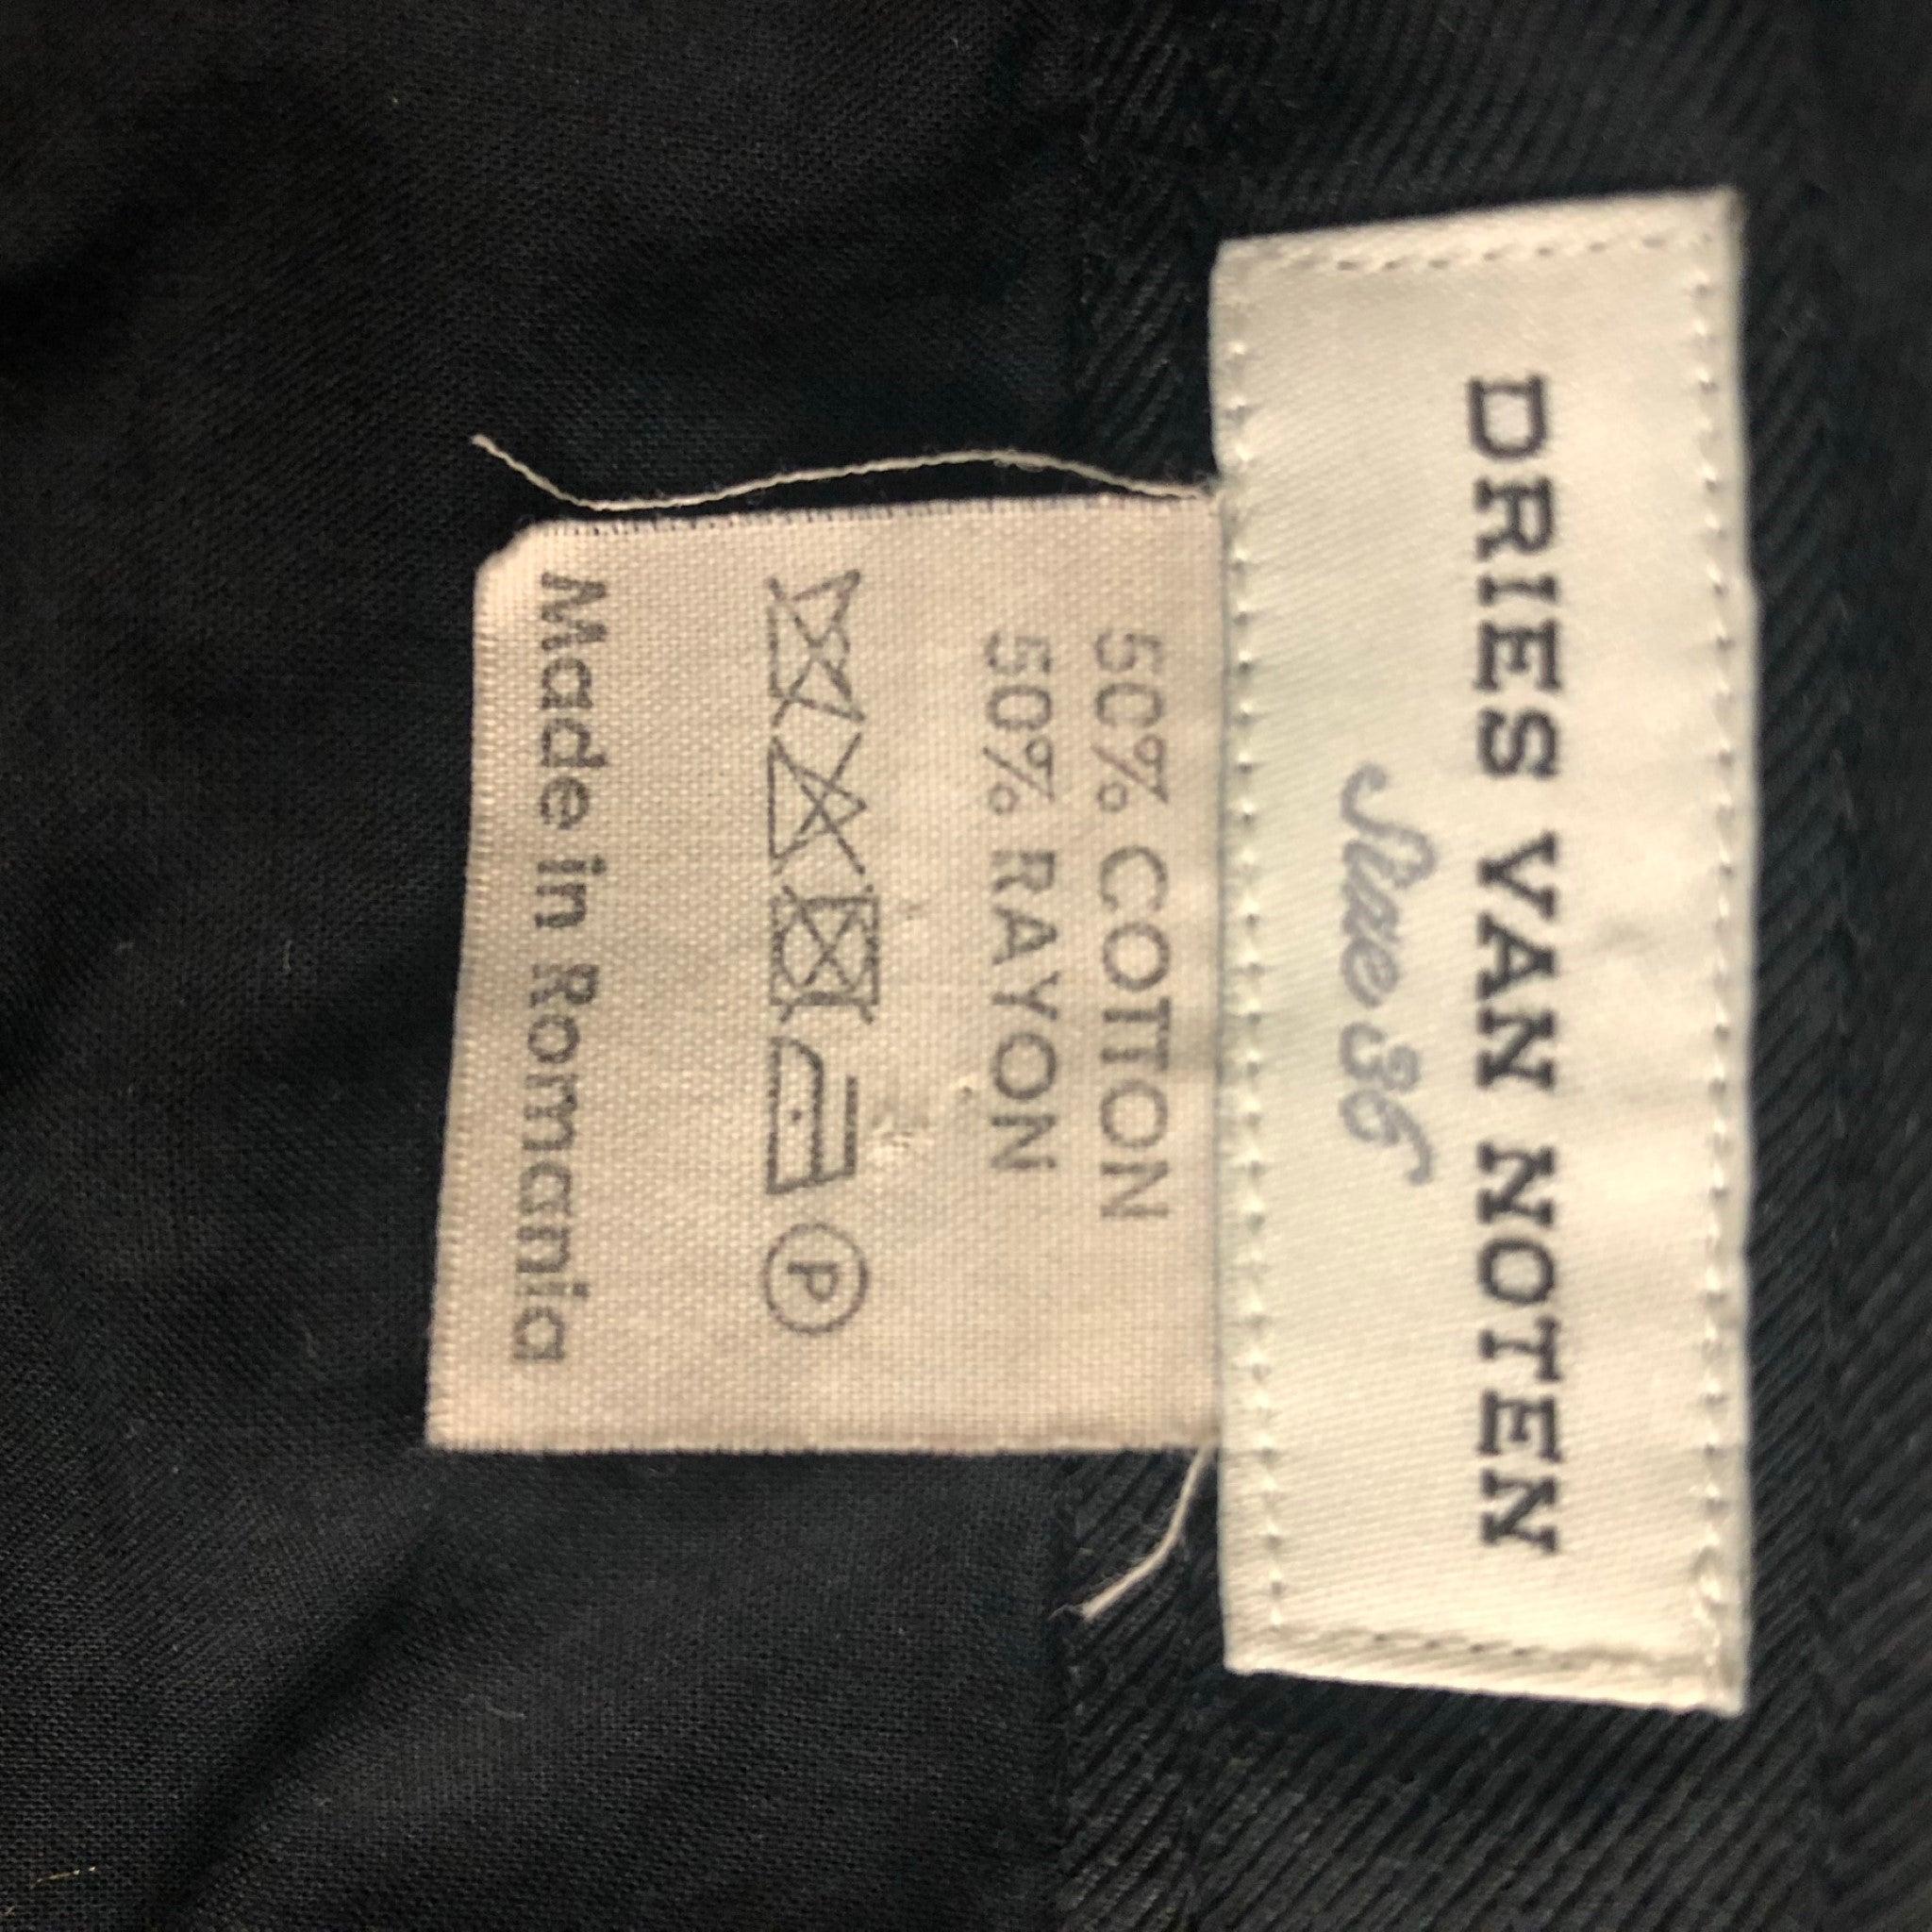 DRIES VAN NOTEN
Size 36
50% COTTON
50% RAYON
P
Made in Romania